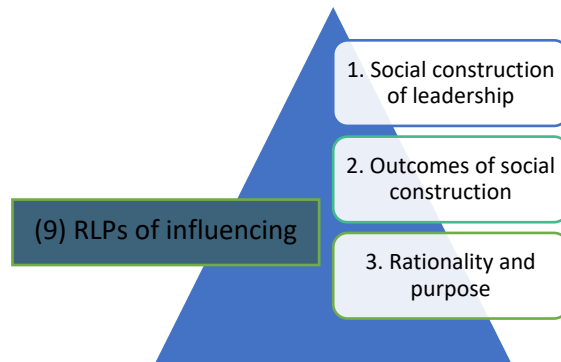 1. Social construction
of leadership
2. Outcomes of social
construction
(9) RLPs of influencing
3. Rationality and
purpose